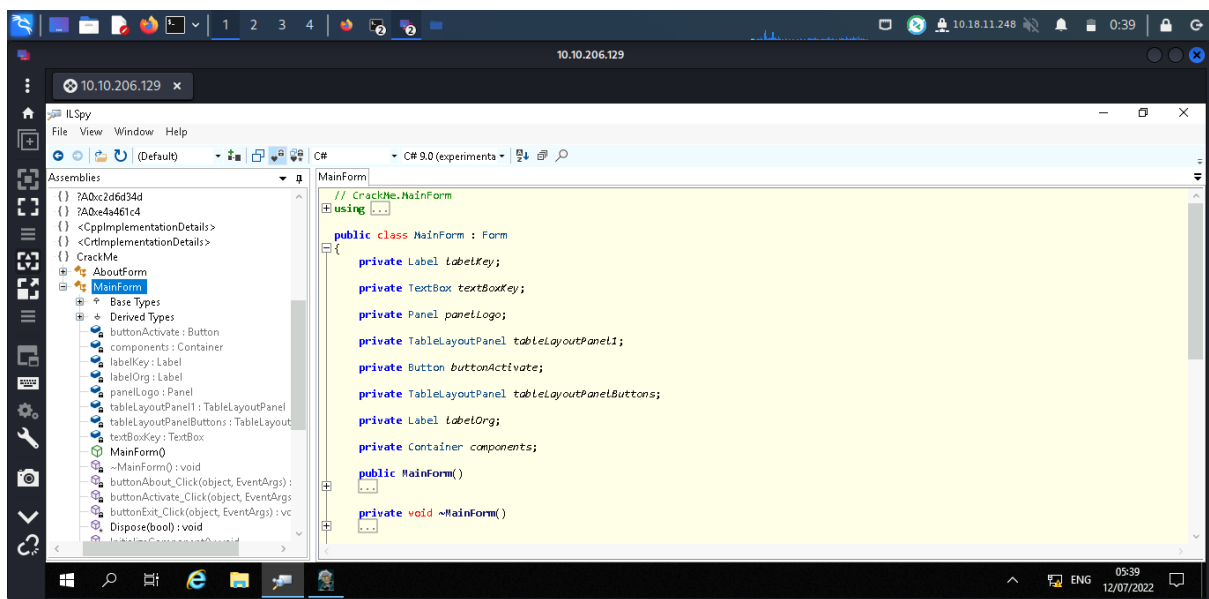 1 2 3 4 2 2 10.18.11.248 0:39
10.10.206.129
10.10.206.129 ×
ILSpy
File View Window Help
(Default) C# C# 9.0 (experimenta
Assemblies
MainForm
{ } ?A0xc2d6d34d
{ } ?A0xe4a461c4
{ } <CppImplementationDetails>
{ } <CrtImplementationDetails>
{ } CrackMe
AboutForm
MainForm
Base Types
Derived Types
buttonActivate : Button
components : Container
labelKey : Label
labelOrg : Label
panelLogo : Panel
tableLayoutPanel1 : TableLayoutPanel
tableLayoutPanelButtons : TableLayout
textBoxKey : TextBox
MainForm()
~MainForm() : void
buttonAbout_Click(object, EventArgs) :
buttonActivate_Click(object, EventArgs
buttonExit_Click(object, EventArgs) : vc
Dispose(bool) : void
// CrackMe.MainForm
using ...
public class MainForm : Form
{
private Label labelKey;
private TextBox textBoxKey;
private Panel panelLogo;
private TableLayoutPanel tableLayoutPanel1;
private Button buttonActivate;
private TableLayoutPanel tableLayoutPanelButtons;
private Label labelOrg;
private Container components;
public MainForm()
...
private void ~MainForm()
...
ENG 05:39
12/07/2022